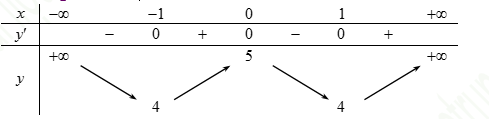 x −∞ −1 0 1 +∞
y' − 0 + 0 − 0 +
+∞ 5 +∞
y
4 4